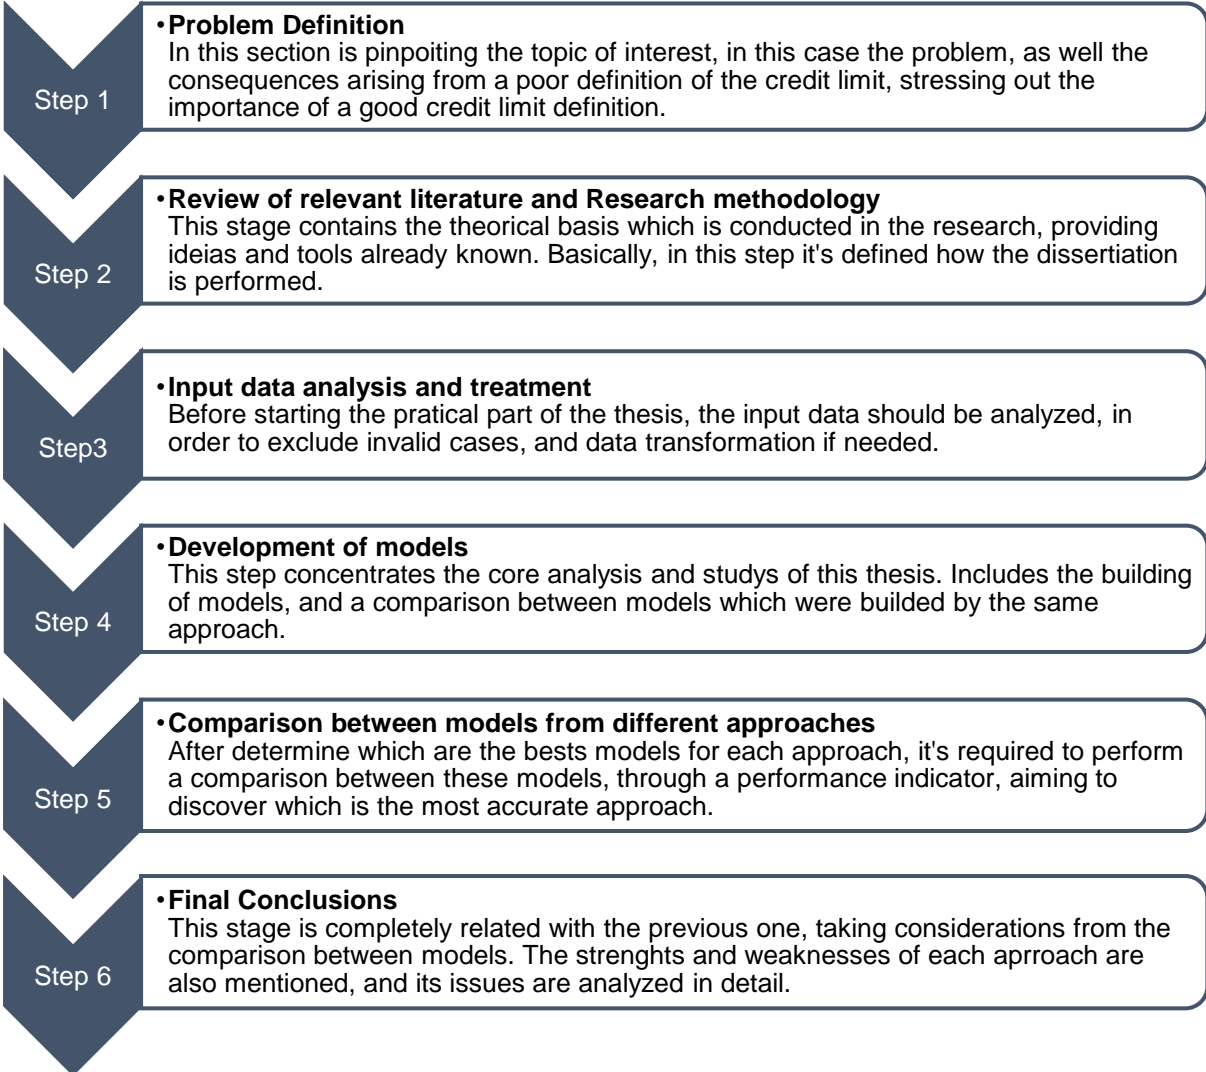 Step 1
•Problem Definition
In this section is pinpoiting the topic of interest, in this case the problem, as well the
consequences arising from a poor definition of the credit limit, stressing out the
importance of a good credit limit definition.
Step 2
•Review of relevant literature and Research methodology
This stage contains the theorical basis which is conducted in the research, providing
ideias and tools already known. Basically, in this step it's defined how the dissertiation
is performed.
Step3
•Input data analysis and treatment
Before starting the pratical part of the thesis, the input data should be analyzed, in
order to exclude invalid cases, and data transformation if needed.
Step 4
•Development of models
This step concentrates the core analysis and studys of this thesis. Includes the building
of models, and a comparison between models which were builded by the same
approach.
Step 5
•Comparison between models from different approaches
After determine which are the bests models for each approach, it's required to perform
a comparison between these models, through a performance indicator, aiming to
discover which is the most accurate approach.
Step 6
•Final Conclusions
This stage is completely related with the previous one, taking considerations from the
comparison between models. The strenghts and weaknesses of each aprroach are
also mentioned, and its issues are analyzed in detail.